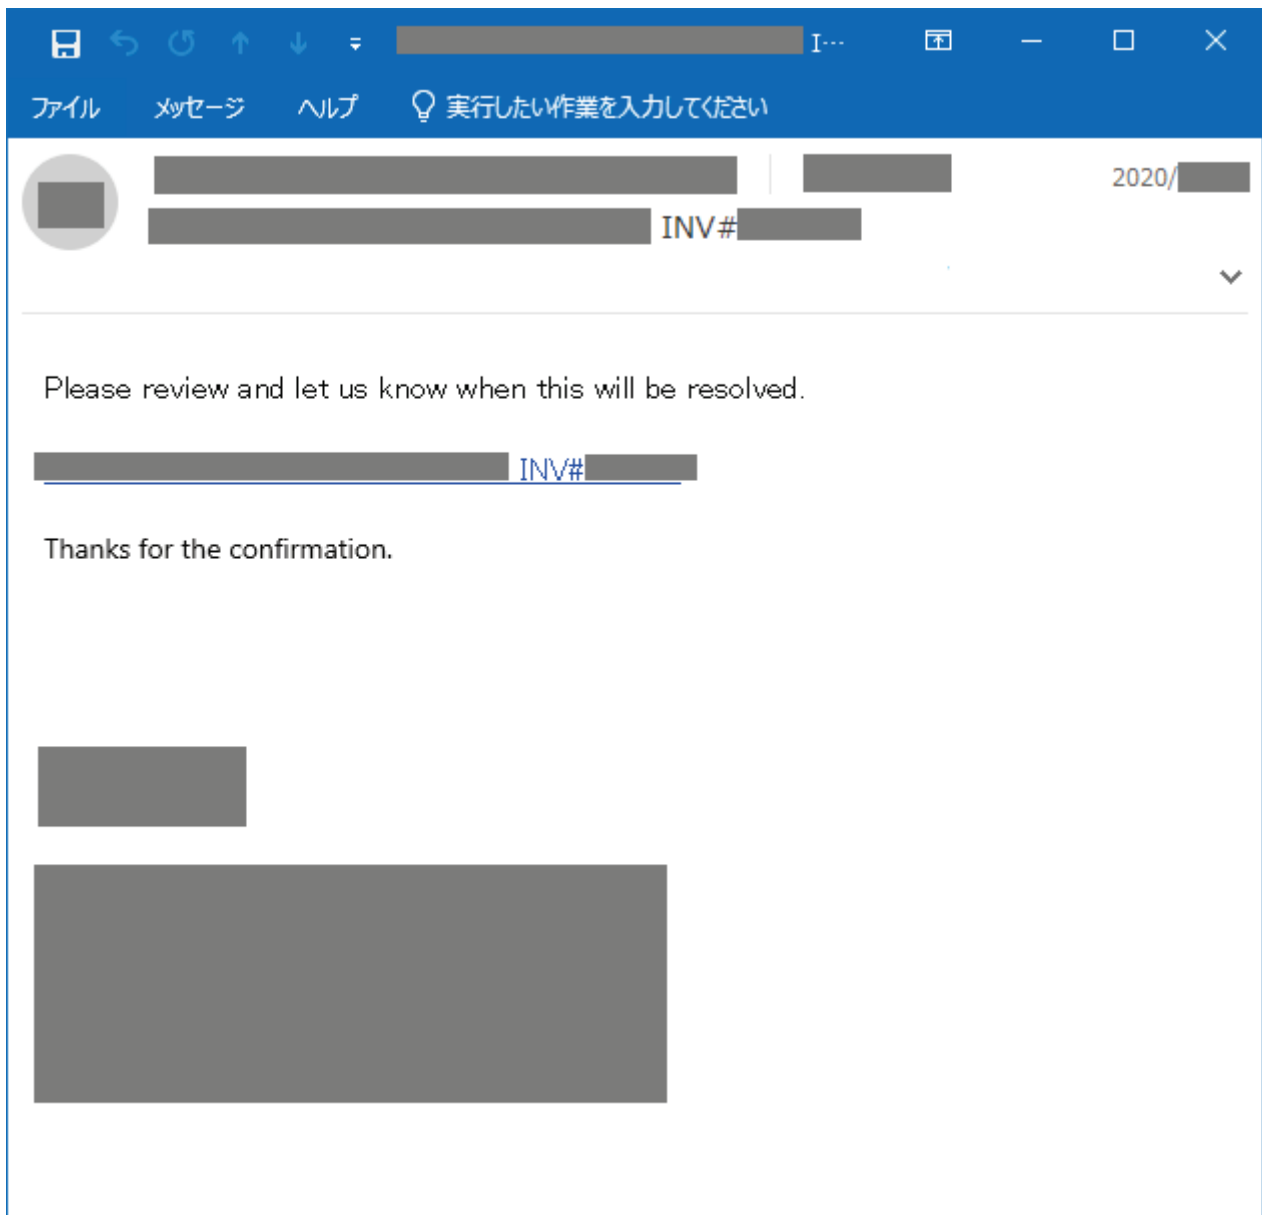 I…
ファイル メッセージ ヘルプ 実行したい作業を入力してください
2020/
INV#
Please review and let us know when this will be resolved.
INV#
Thanks for the confirmation.